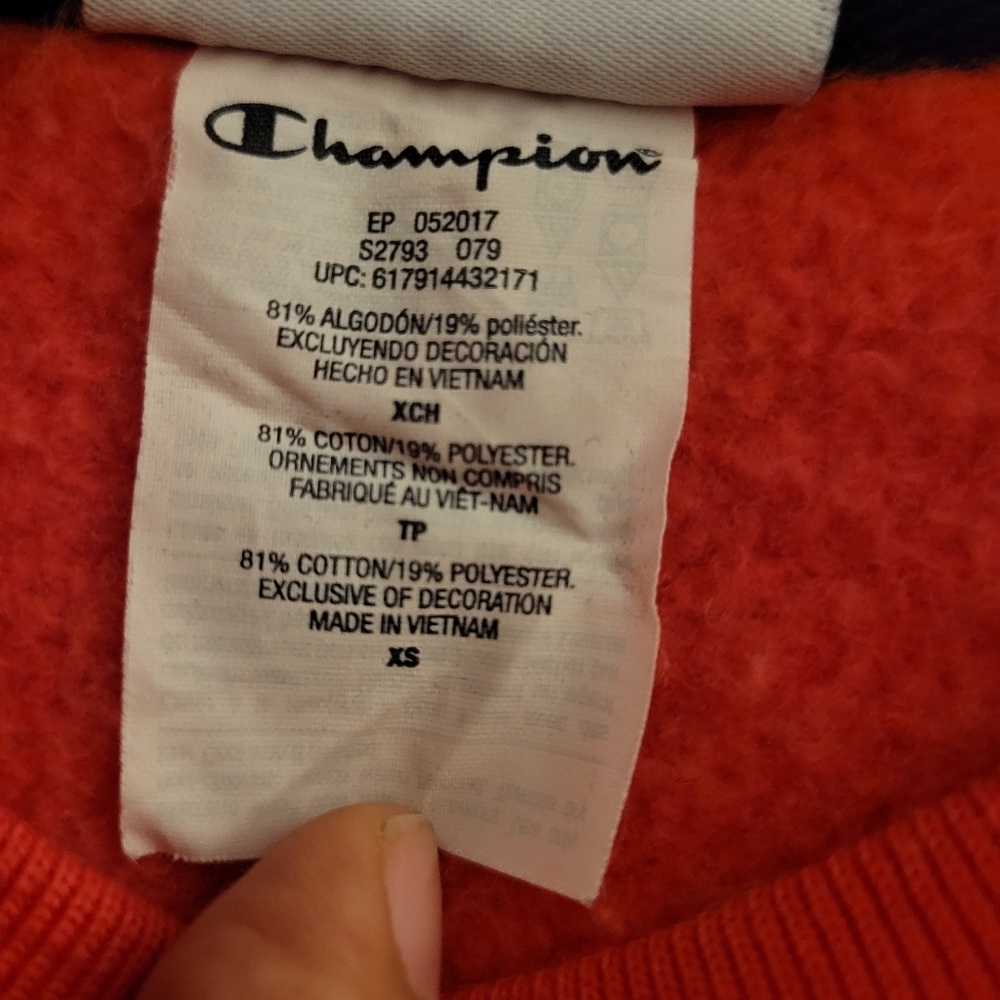 Champion
EP 052017
S2793 079
UPC: 617914432171
81% ALGODÓN/19% poliéster.
EXCLUYENDO DECORACIÓN
HECHO EN VIETNAM
XCH
81% COTON/19% POLYESTER.
ORNEMENTS NON COMPRIS
FABRIQUÉ AU VIÊT-NAM
TP
81% COTTON/19% POLYESTER.
EXCLUSIVE OF DECORATION
MADE IN VIETNAM
XS